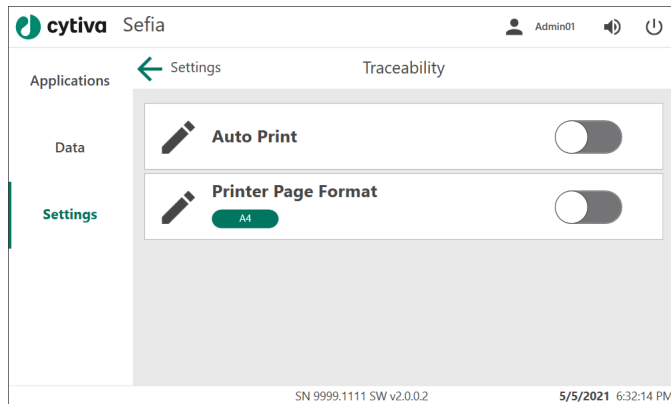 cytiva Sefia Admin01
Applications
Settings Traceability
Data
Settings
Auto Print
Printer Page Format
A4
SN 9999.1111 SW v2.0.0.2 5/5/2021 6:32:14 PM